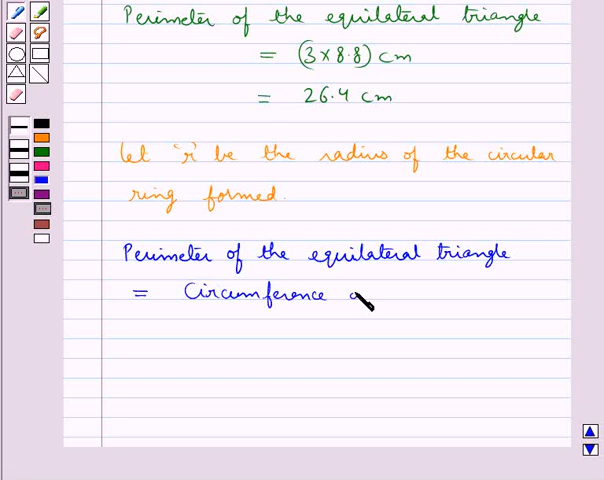 Perimeter of the equilateral triangle
= (3 × 8.8) cm
= 26.4 cm
Let 'r' be the radius of the circular
ring formed.
Perimeter of the equilateral triangle
= Circumference